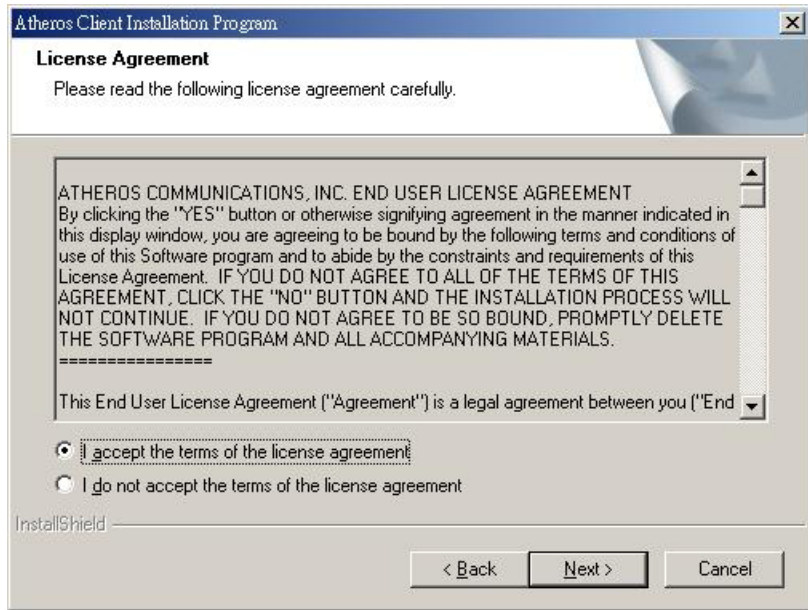 Atheros Client Installation Program
License Agreement
Please read the following license agreement carefully.
ATHEROS COMMUNICATIONS, INC. END USER LICENSE AGREEMENT
By clicking the "YES" button or otherwise signifying agreement in the manner indicated in
this display window, you are agreeing to be bound by the following terms and conditions of
use of this Software program and to abide by the constraints and requirements of this
License Agreement.  IF YOU DO NOT AGREE TO ALL OF THE TERMS OF THIS
AGREEMENT, CLICK THE "NO" BUTTON AND THE INSTALLATION PROCESS WILL
NOT CONTINUE.  IF YOU DO NOT AGREE TO BE SO BOUND, PROMPTLY DELETE
THE SOFTWARE PROGRAM AND ALL ACCOMPANYING MATERIALS.
================
This End User License Agreement ("Agreement") is a legal agreement between you ("End
I accept the terms of the license agreement
I do not accept the terms of the license agreement
InstallShield
< Back
Next >
Cancel